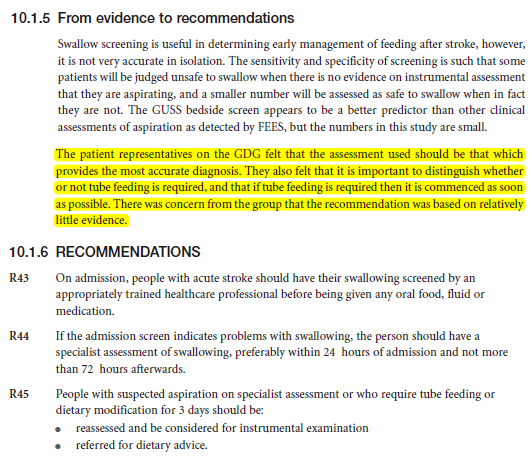 10.1.5 From evidence to recommendations
Swallow screening is useful in determining early management of feeding after stroke, however,
it is not very accurate in isolation. The sensitivity and specificity of screening is such that some
patients will be judged unsafe to swallow when there is no evidence on instrumental assessment
that they are aspirating, and a smaller number will be assessed as safe to swallow when in fact
they are not. The GUSS bedside screen appears to be a better predictor than other clinical
assessments of aspiration as detected by FEES, but the numbers in this study are small.
The patient representatives on the GDG felt that the assessment used should be that which
provides the most accurate diagnosis. They also felt that it is important to distinguish whether
or not tube feeding is required, and that if tube feeding is required then it is commenced as soon
as possible. There was concern from the group that the recommendation was based on relatively
little evidence.
10.1.6 RECOMMENDATIONS
R43 On admission, people with acute stroke should have their swallowing screened by an
appropriately trained healthcare professional before being given any oral food, fluid or
medication.
R44 If the admission screen indicates problems with swallowing, the person should have a
specialist assessment of swallowing, preferably within 24 hours of admission and not more
than 72 hours afterwards.
R45 People with suspected aspiration on specialist assessment or who require tube feeding or
dietary modification for 3 days should be:
● reassessed and be considered for instrumental examination
● referred for dietary advice.